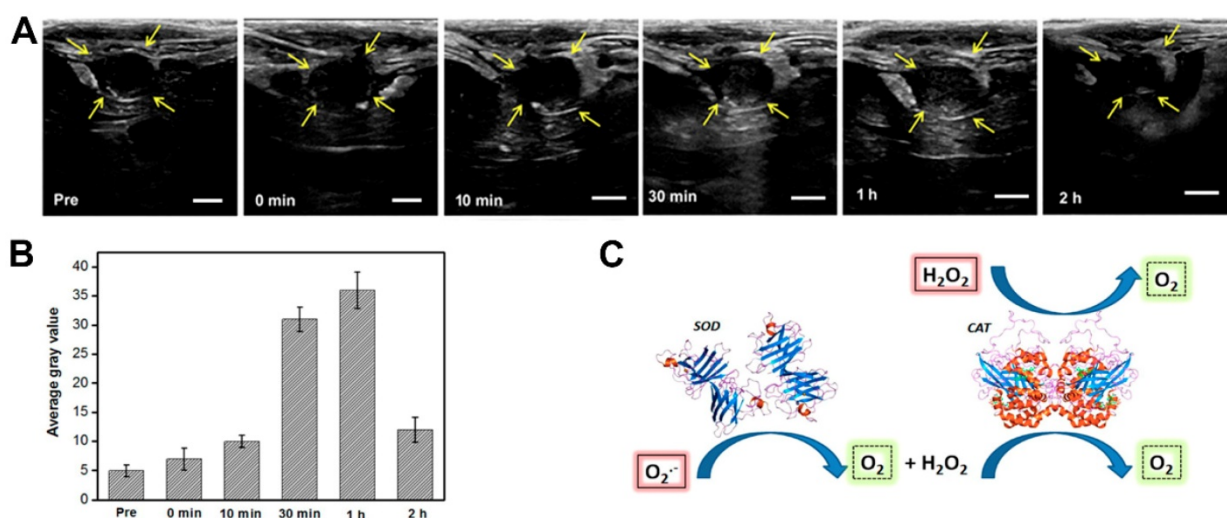 A
Pre
0 min
10 min
30 min
1 h
2 h
B
Average gray value
40
35
30
25
20
15
10
5
0
Pre
0 min
10 min
30 min
1 h
2 h
C
H₂O₂
O₂
SOD
CAT
O₂·⁻
O₂ + H₂O₂
O₂